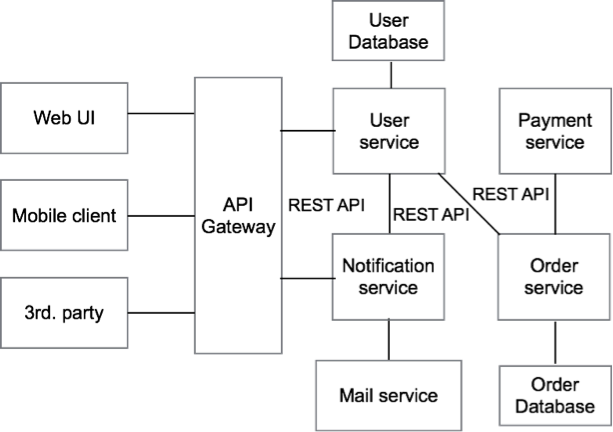 User
Database
Web UI
User
service
Payment
service
Mobile client
API
Gateway
REST API
REST API
REST API
3rd. party
Notification
service
Order
service
Mail service
Order
Database